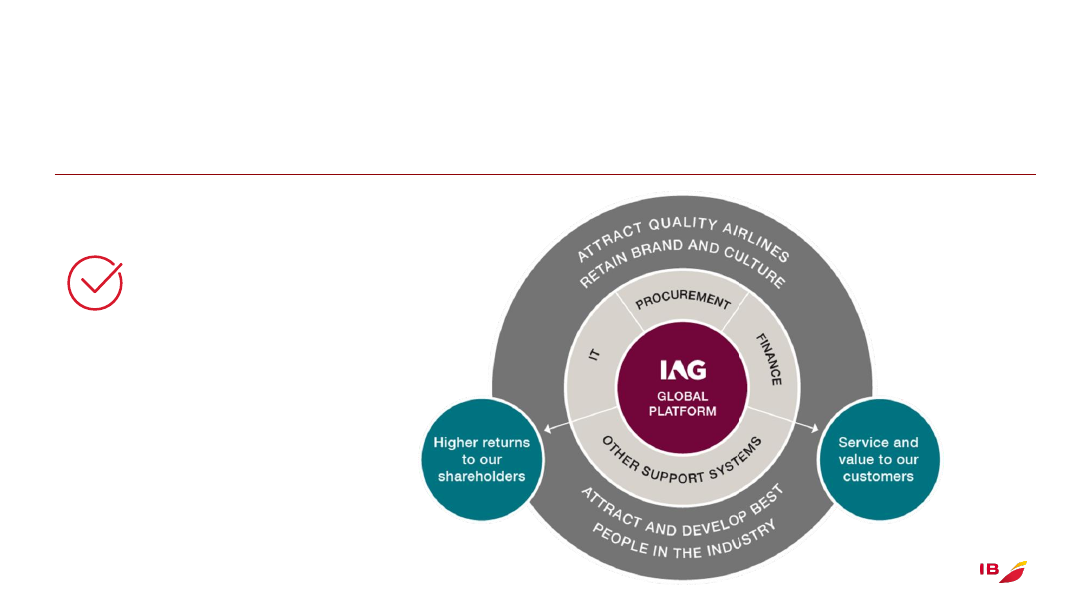 ATTRACT QUALITY AIRLINES
RETAIN BRAND AND CULTURE
PROCUREMENT
IT
FINANCE
IAG
GLOBAL
PLATFORM
OTHER SUPPORT SYSTEMS
Higher returns
to our
shareholders
Service and
value to our
customers
ATTRACT AND DEVELOP BEST
PEOPLE IN THE INDUSTRY
IB